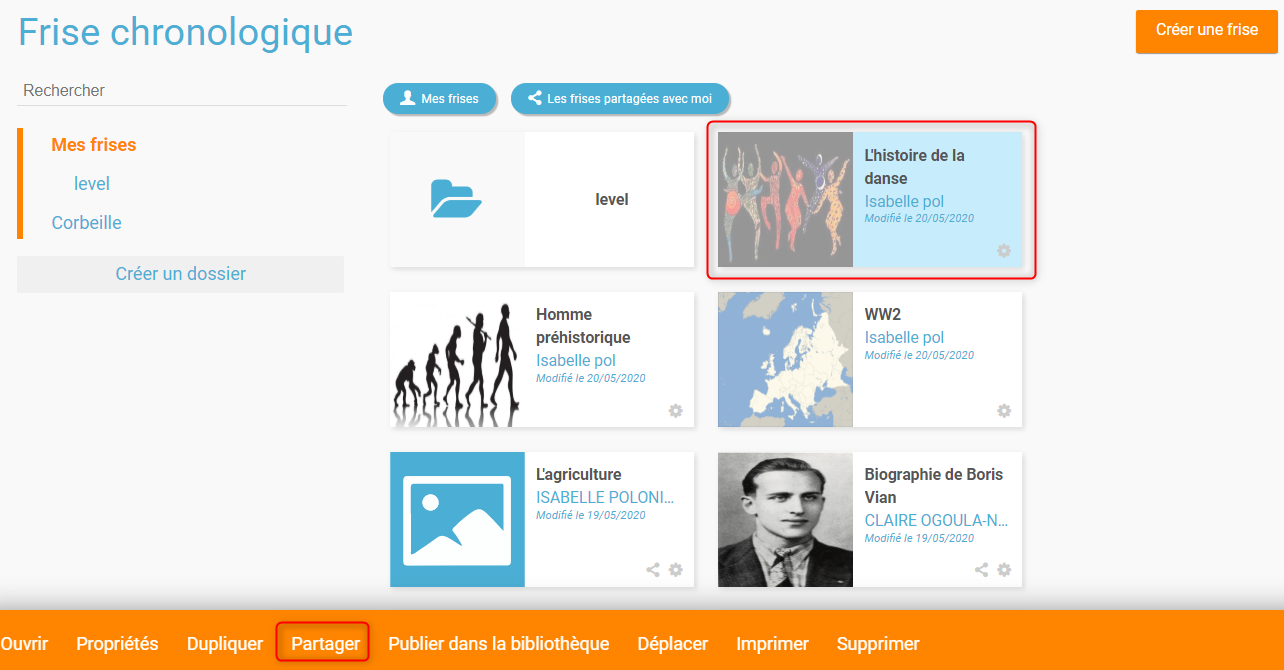 Frise chronologique
Créer une frise
Rechercher
Mes frises
Les frises partagées avec moi
Mes frises
level
Corbeille
Créer un dossier
level
L'histoire de la
danse
Isabelle pol
Modifié le 20/05/2020
Homme
préhistorique
Isabelle pol
Modifié le 20/05/2020
WW2
Isabelle pol
Modifié le 20/05/2020
L'agriculture
ISABELLE POLONI...
Modifié le 19/05/2020
Biographie de Boris
Vian
CLAIRE OGOULA-N...
Modifié le 19/05/2020
Ouvrir Propriétés Dupliquer Partager Publier dans la bibliothèque Déplacer Imprimer Supprimer